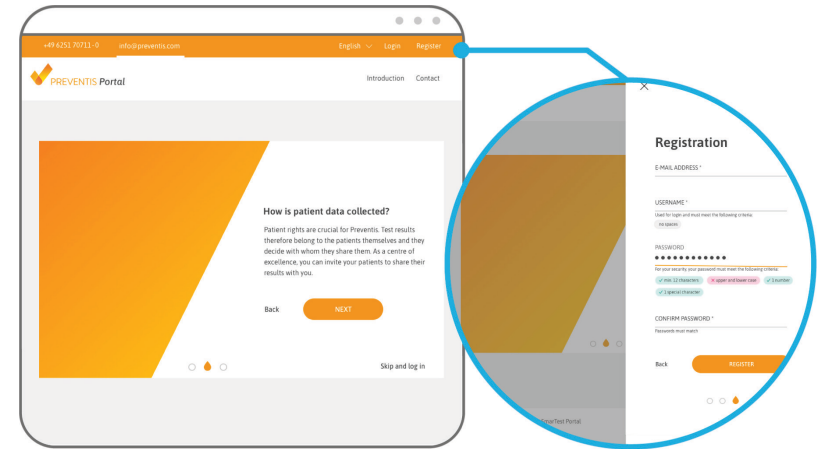 +49 6251 70711- 0 info@preventis.com English Login Register
PREVENTIS Portal Introduction Contact
How is patient data collected?
Patient rights are crucial for Preventis. Test results
therefore belong to the patients themselves and they
decide with whom they share them. As a centre of
excellence, you can invite your patients to share their
results with you.
Back NEXT
Skip and log in
Registration
E-MAIL ADDRESS *
USERNAME *
Used for login and must meet the following criteria:
no spaces
PASSWORD
For your security, your password must meet the following criteria:
✓ min. 12 characters × upper and lower case ✓ 1 number
✓ 1 special character
CONFIRM PASSWORD *
Passwords must match
Back REGISTER
SmarTest Portal